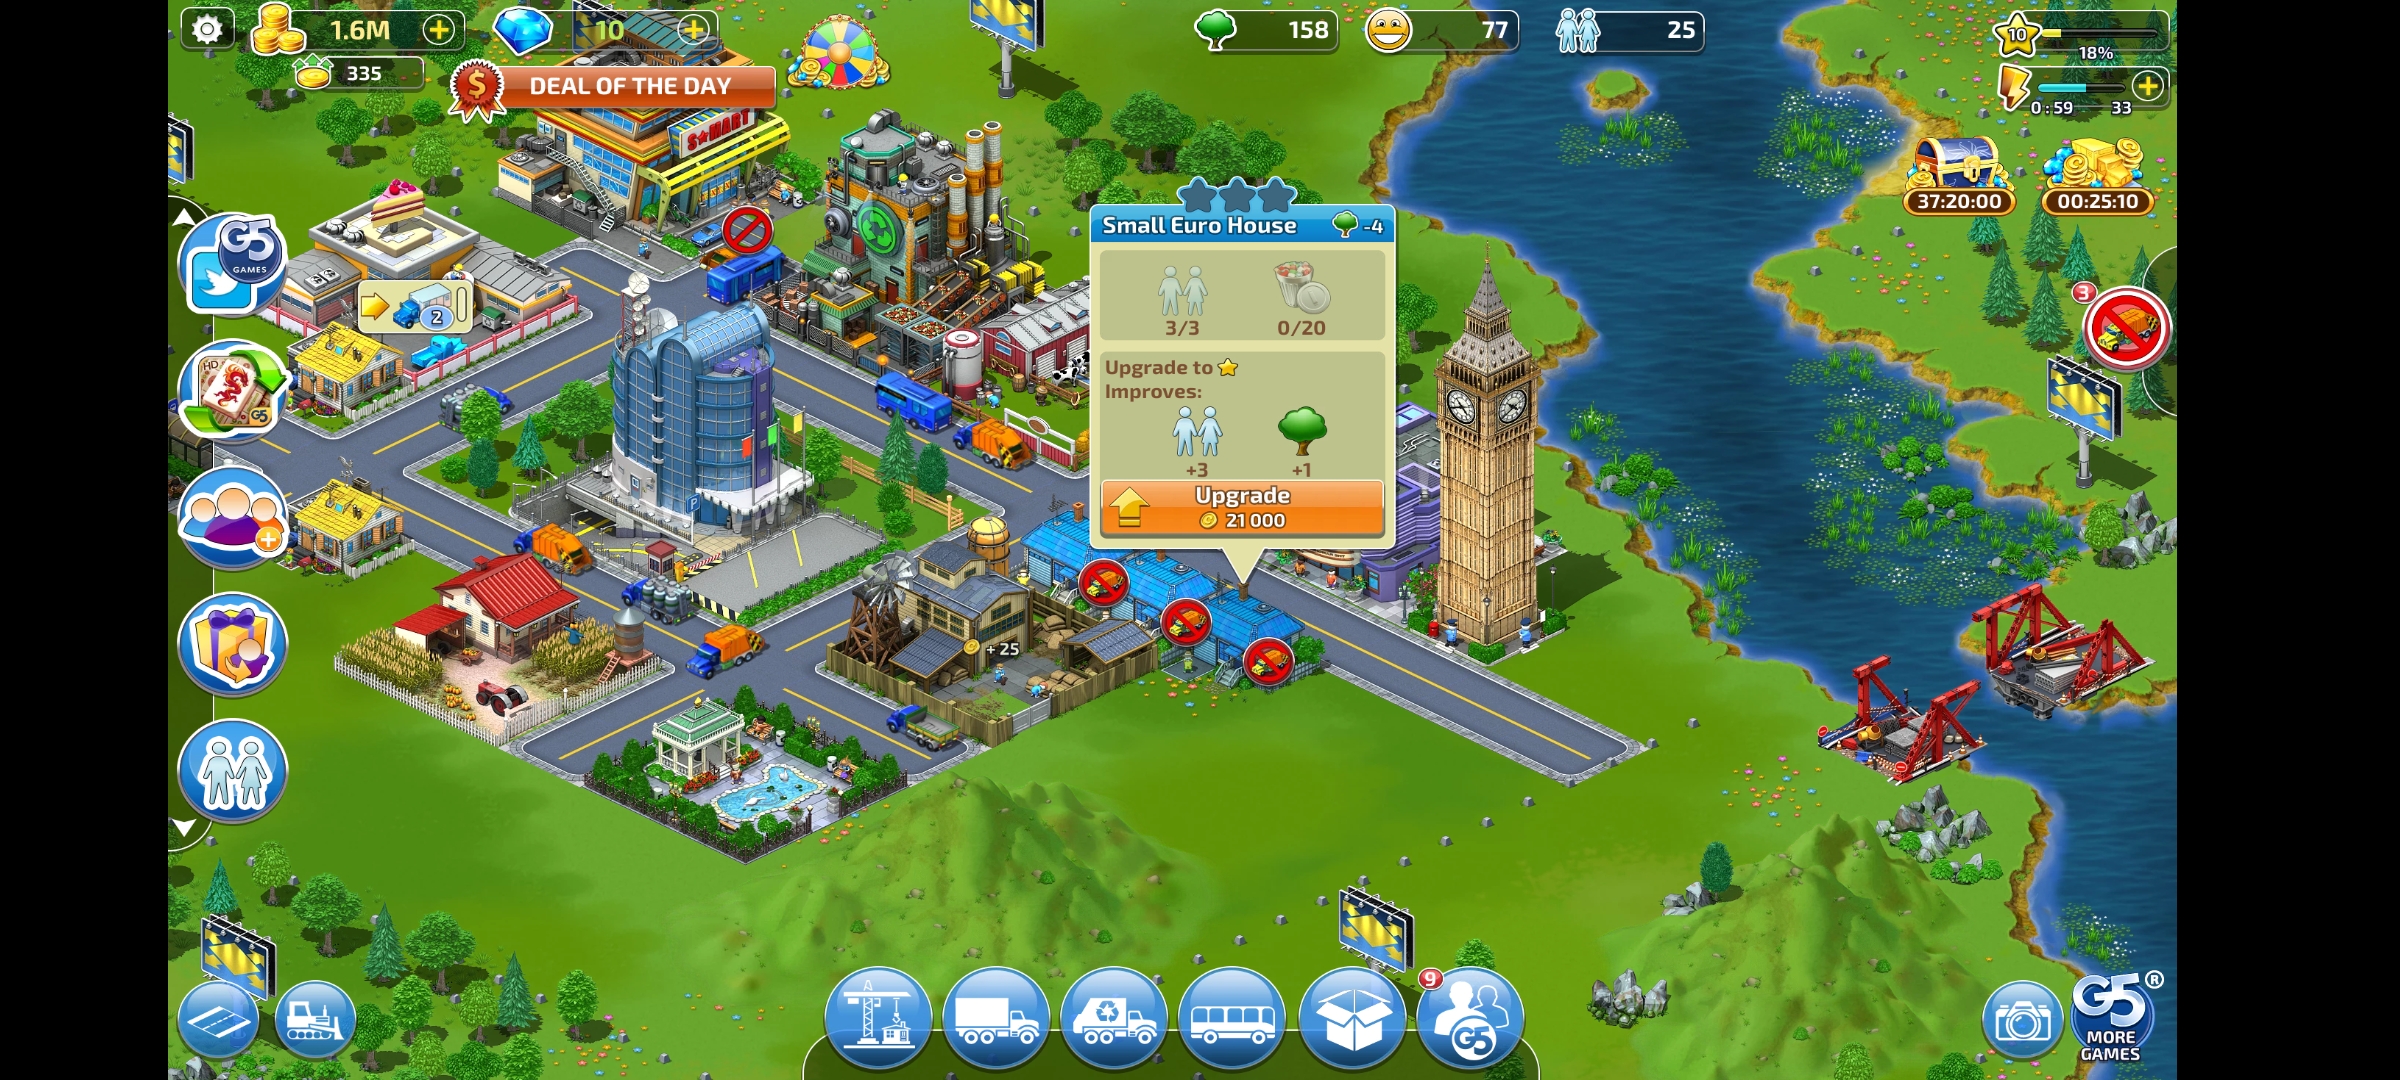 1.6M
10
158
77
25
10
18%
335
DEAL OF THE DAY
0:59
33
S★MART
37:20:00
00:25:10
G5
GAMES
Small Euro House
-4
3/3
0/20
2
3
Upgrade to
Improves:
HD
G5
+3
+1
Upgrade
21 000
P
+ 25
9
G5
G5®
MORE
GAMES